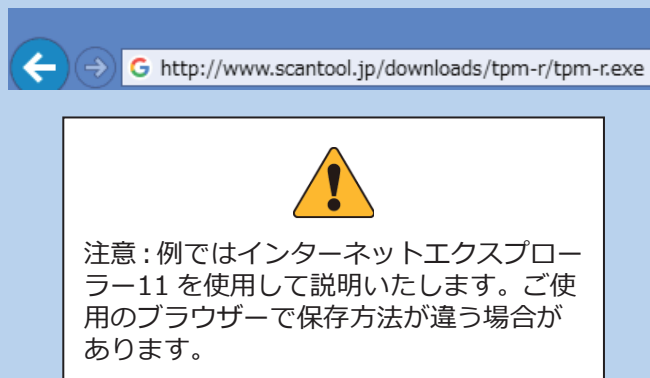 http://www.scantool.jp/downloads/tpm-r/tpm-r.exe
注意 : 例ではインターネットエクスプロー
ラー11 を使用して説明いたします。ご使
用のブラウザーで保存方法が違う場合が
あります。